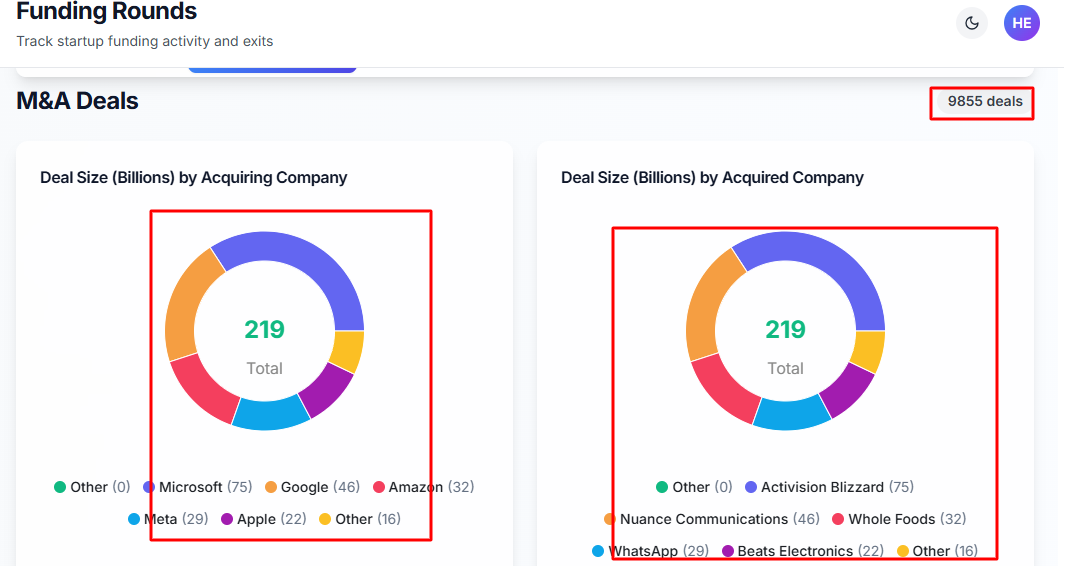 Funding Rounds
HE
Track startup funding activity and exits
M&A Deals
9855 deals
Deal Size (Billions) by Acquiring Company
219
Total
Other (0) Microsoft (75) Google (46) Amazon (32)
Meta (29) Apple (22) Other (16)
Deal Size (Billions) by Acquired Company
219
Total
Other (0) Activision Blizzard (75)
Nuance Communications (46) Whole Foods (32)
WhatsApp (29) Beats Electronics (22) Other (16)